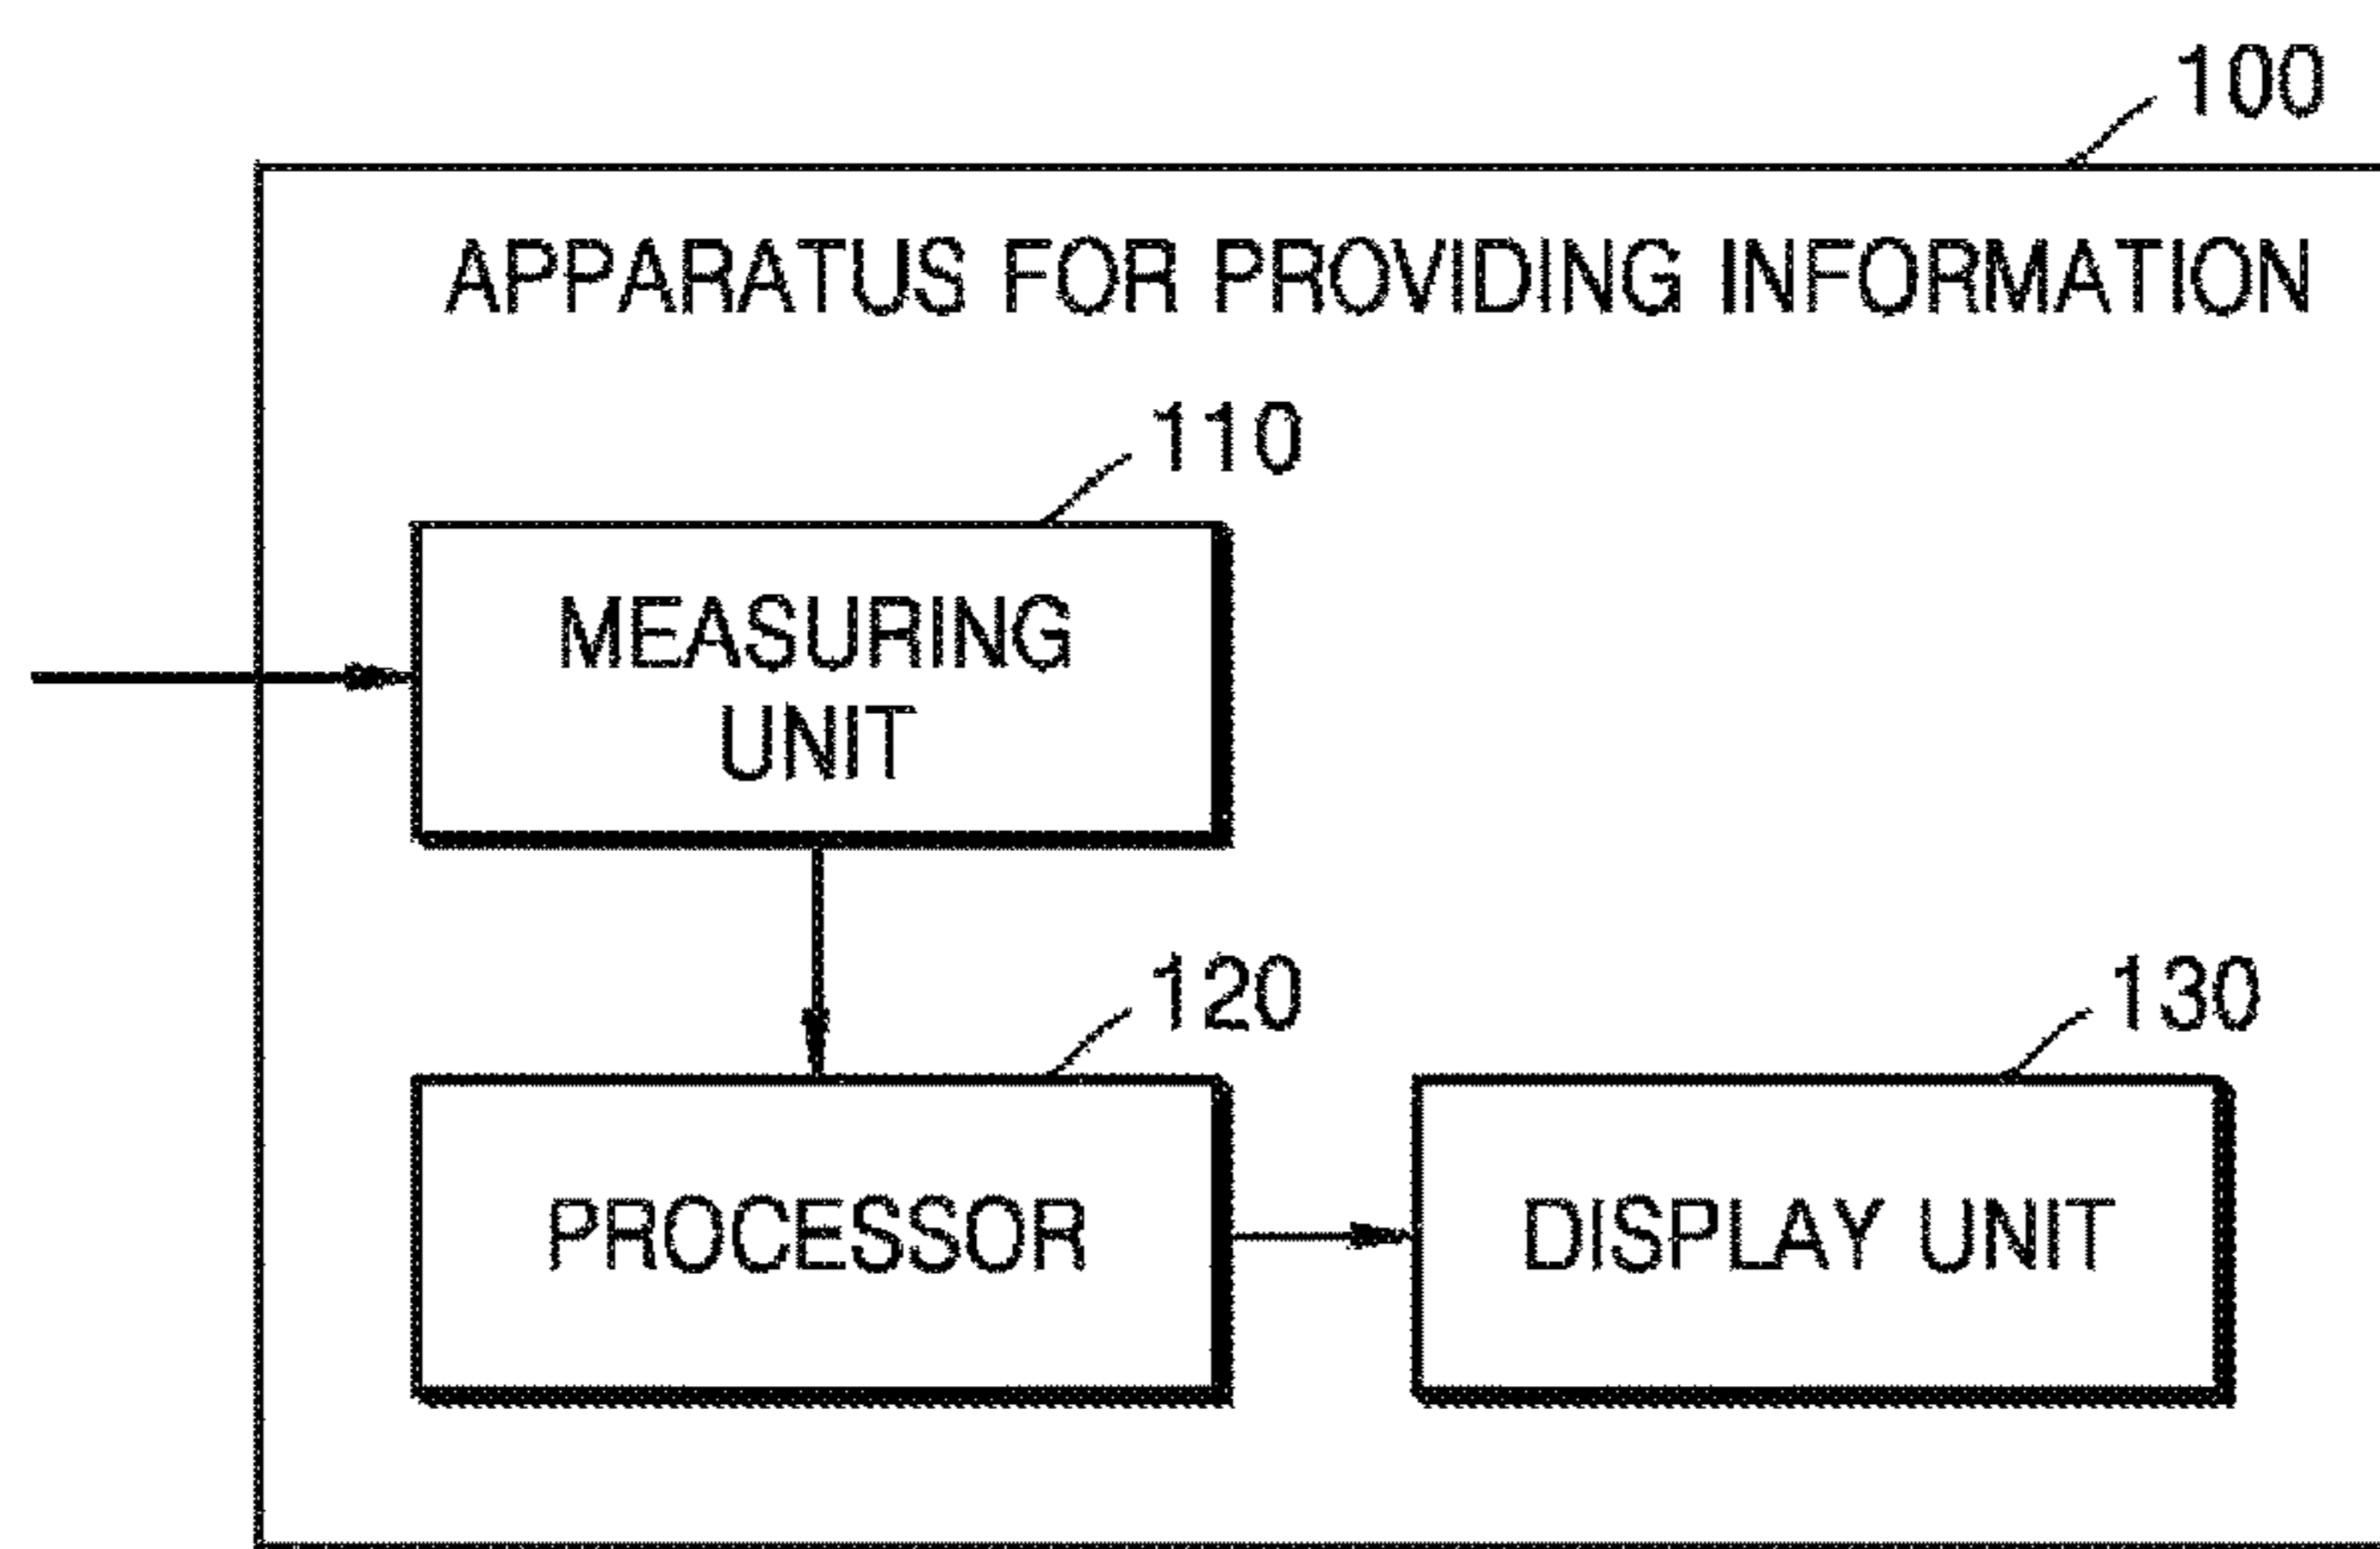 100
APPARATUS FOR PROVIDING INFORMATION
110
MEASURING
UNIT
120
130
PROCESSOR
DISPLAY UNIT